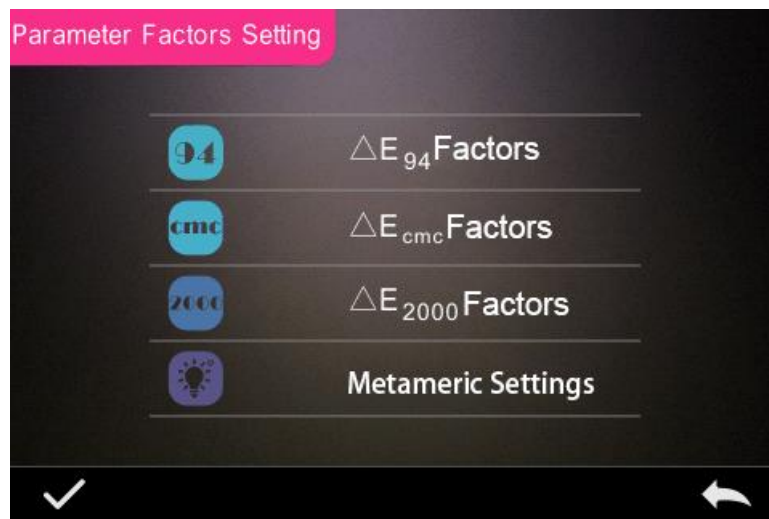 Parameter Factors Setting
94 △E94Factors
cmc △EcmcFactors
2000 △E2000Factors
Metameric Settings